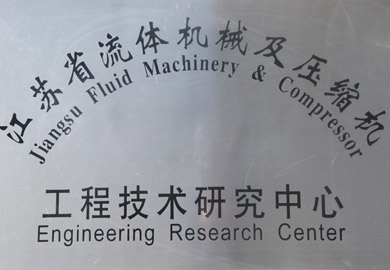 江苏省流体机械及压缩机
Jiangsu Fluid Machinery & Compressor
工程技术研究中心
Engineering Research Center